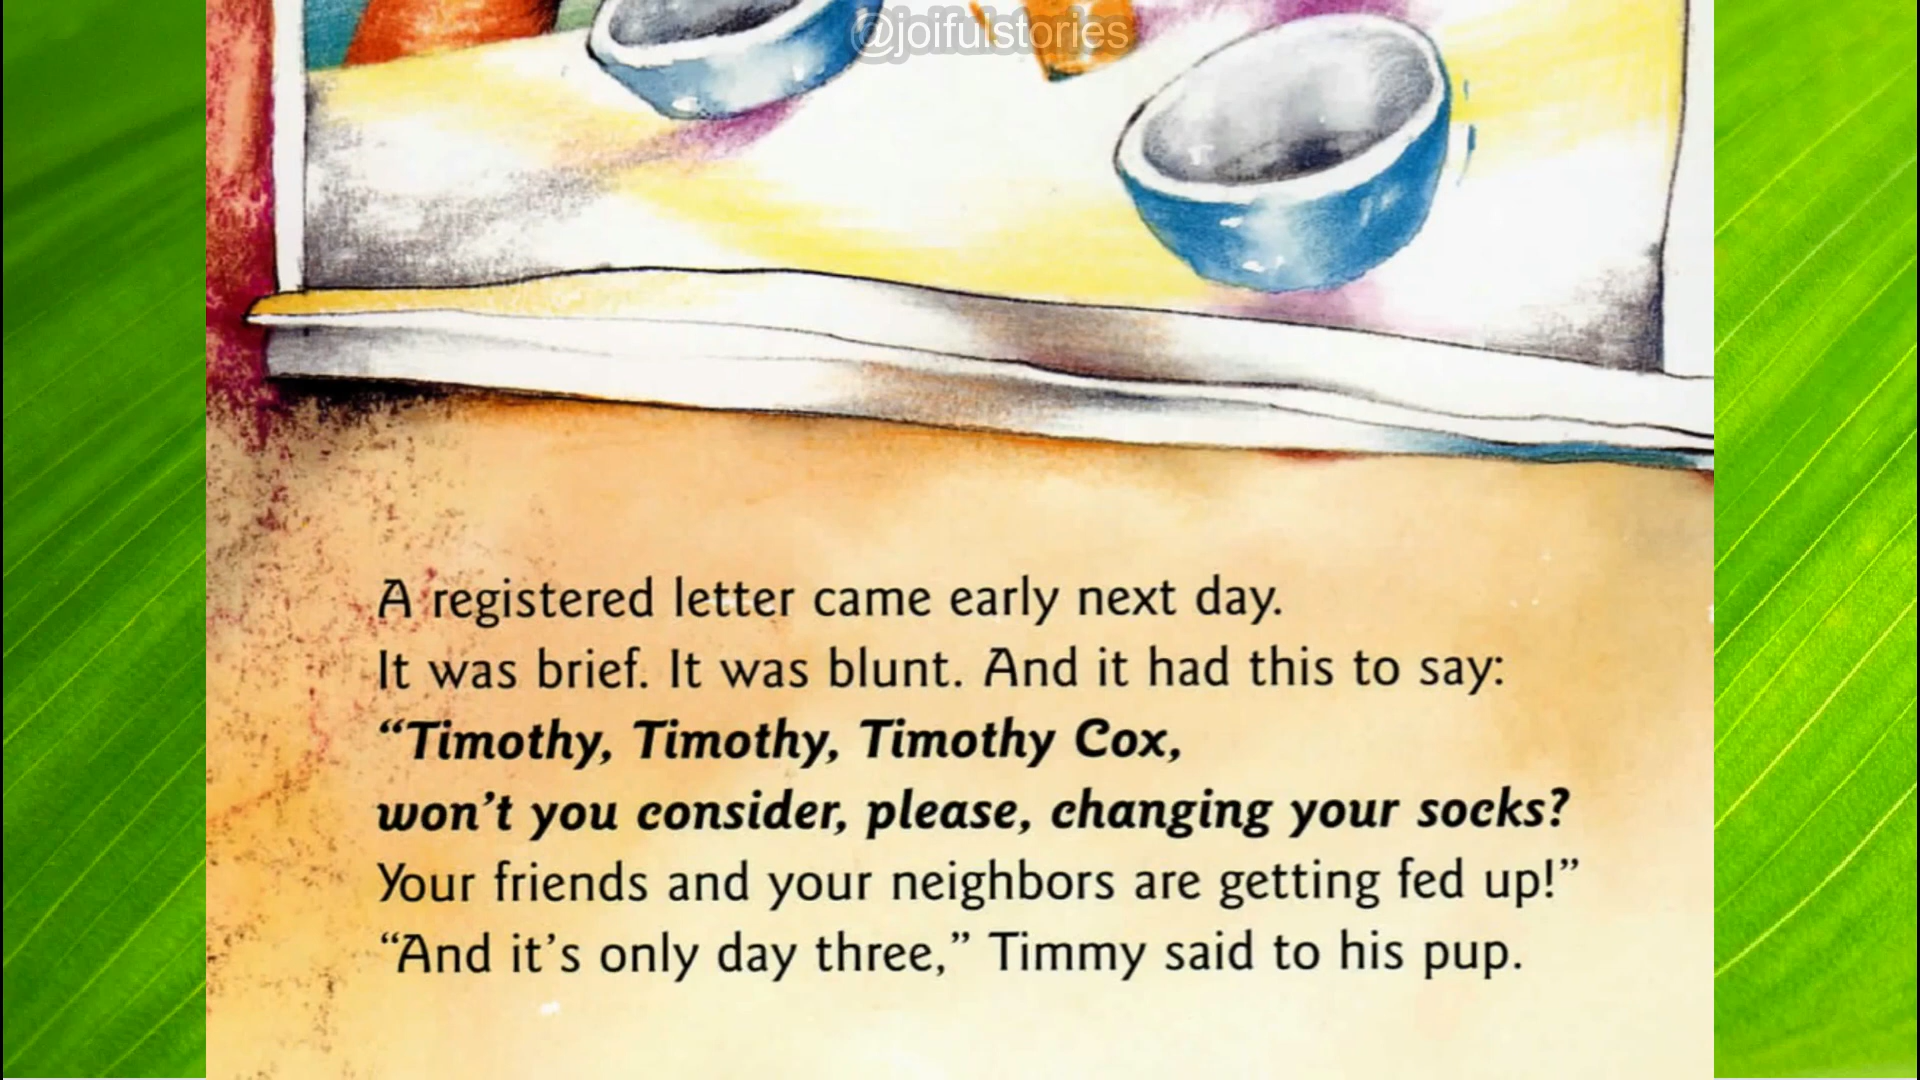 @joifulstories
A registered letter came early next day.
It was brief. It was blunt. And it had this to say:
“Timothy, Timothy, Timothy Cox,
won’t you consider, please, changing your socks?
Your friends and your neighbors are getting fed up!”
“And it’s only day three,” Timmy said to his pup.